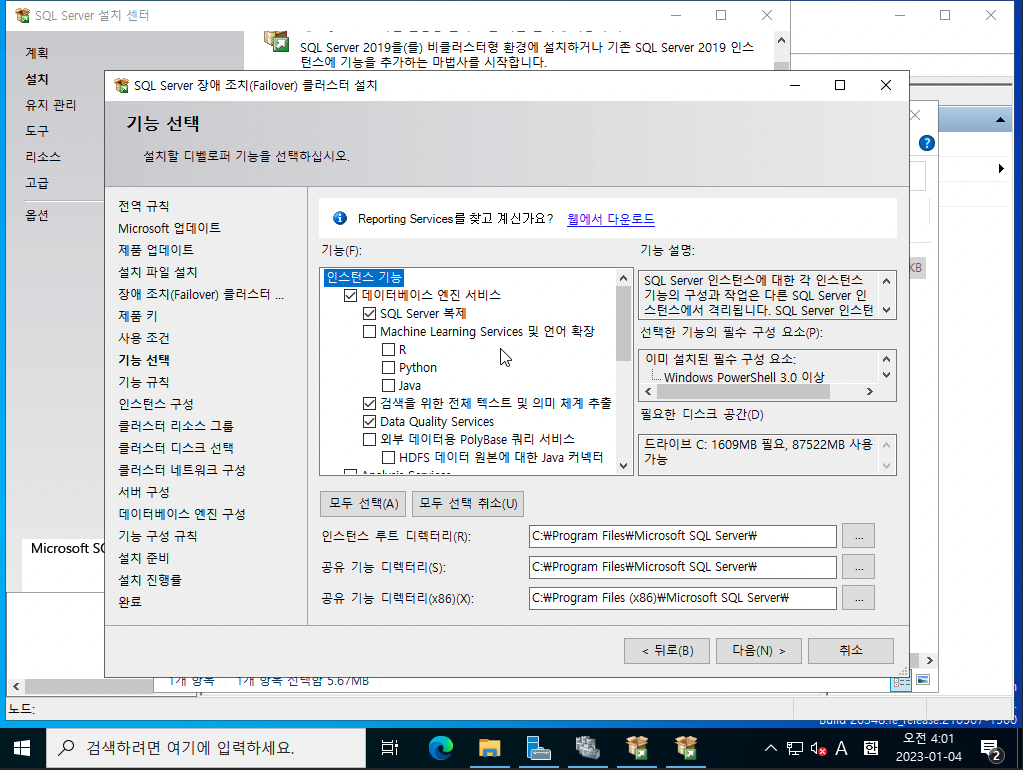 SQL Server 설치 센터
계획
설치
유지 관리
도구
리소스
고급
옵션
SQL Server 2019을(를) 비클러스터형 환경에 설치하거나 기존 SQL Server 2019 인스
턴스에 기능을 추가하는 마법사를 시작합니다.
SQL Server 장애 조치(Failover) 클러스터 설치
기능 선택
설치할 디벨로퍼 기능을 선택하십시오.
전역 규칙
Microsoft 업데이트
제품 업데이트
설치 파일 설치
장애 조치(Failover) 클러스터 ...
제품 키
사용 조건
기능 선택
기능 규칙
인스턴스 구성
클러스터 리소스 그룹
클러스터 디스크 선택
클러스터 네트워크 구성
서버 구성
데이터베이스 엔진 구성
기능 구성 규칙
설치 준비
설치 진행률
완료
Reporting Services를 찾고 계신가요? 웹에서 다운로드
기능(F):
인스턴스 기능
데이터베이스 엔진 서비스
SQL Server 복제
Machine Learning Services 및 언어 확장
R
Python
Java
검색을 위한 전체 텍스트 및 의미 체계 추출
Data Quality Services
외부 데이터용 PolyBase 쿼리 서비스
HDFS 데이터 원본에 대한 Java 커넥터
Analysis Services
기능 설명:
SQL Server 인스턴스에 대한 각 인스턴스
기능의 구성과 작업은 다른 SQL Server 인
스턴스에서 격리됩니다. SQL Server 인스턴
선택한 기능의 필수 구성 요소(P):
이미 설치된 필수 구성 요소:
Windows PowerShell 3.0 이상
필요한 디스크 공간(D)
드라이브 C: 1609MB 필요, 87522MB 사용
가능
모두 선택(A)
모두 선택 취소(U)
인스턴스 루트 디렉터리(R):
C:₩Program Files₩Microsoft SQL Server₩
...
공유 기능 디렉터리(S):
C:₩Program Files₩Microsoft SQL Server₩
...
공유 기능 디렉터리(x86)(X):
C:₩Program Files (x86)₩Microsoft SQL Server₩
...
< 뒤로(B)
다음(N) >
취소
Microsoft SQ
KB
1개 항목
1개 항목 선택함 5.67MB
노드:
Build 20348.fe_release.210507-1500
검색하려면 여기에 입력하세요.
A
한
오전 4:01
2023-01-04
2